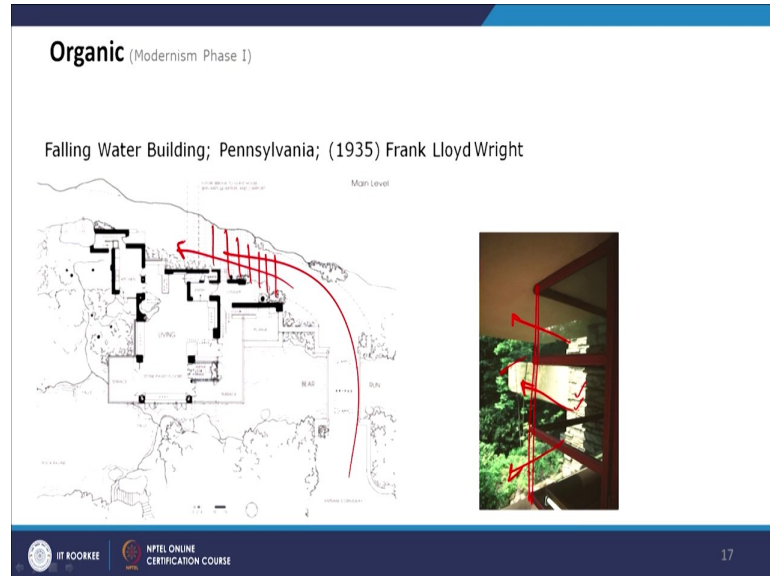 Organic (Modernism Phase I)
Falling Water Building; Pennsylvania; (1935) Frank Lloyd Wright
Main Level
LIVING
BEAR
RUN
IIT ROORKEE
NPTEL ONLINE
CERTIFICATION COURSE
17